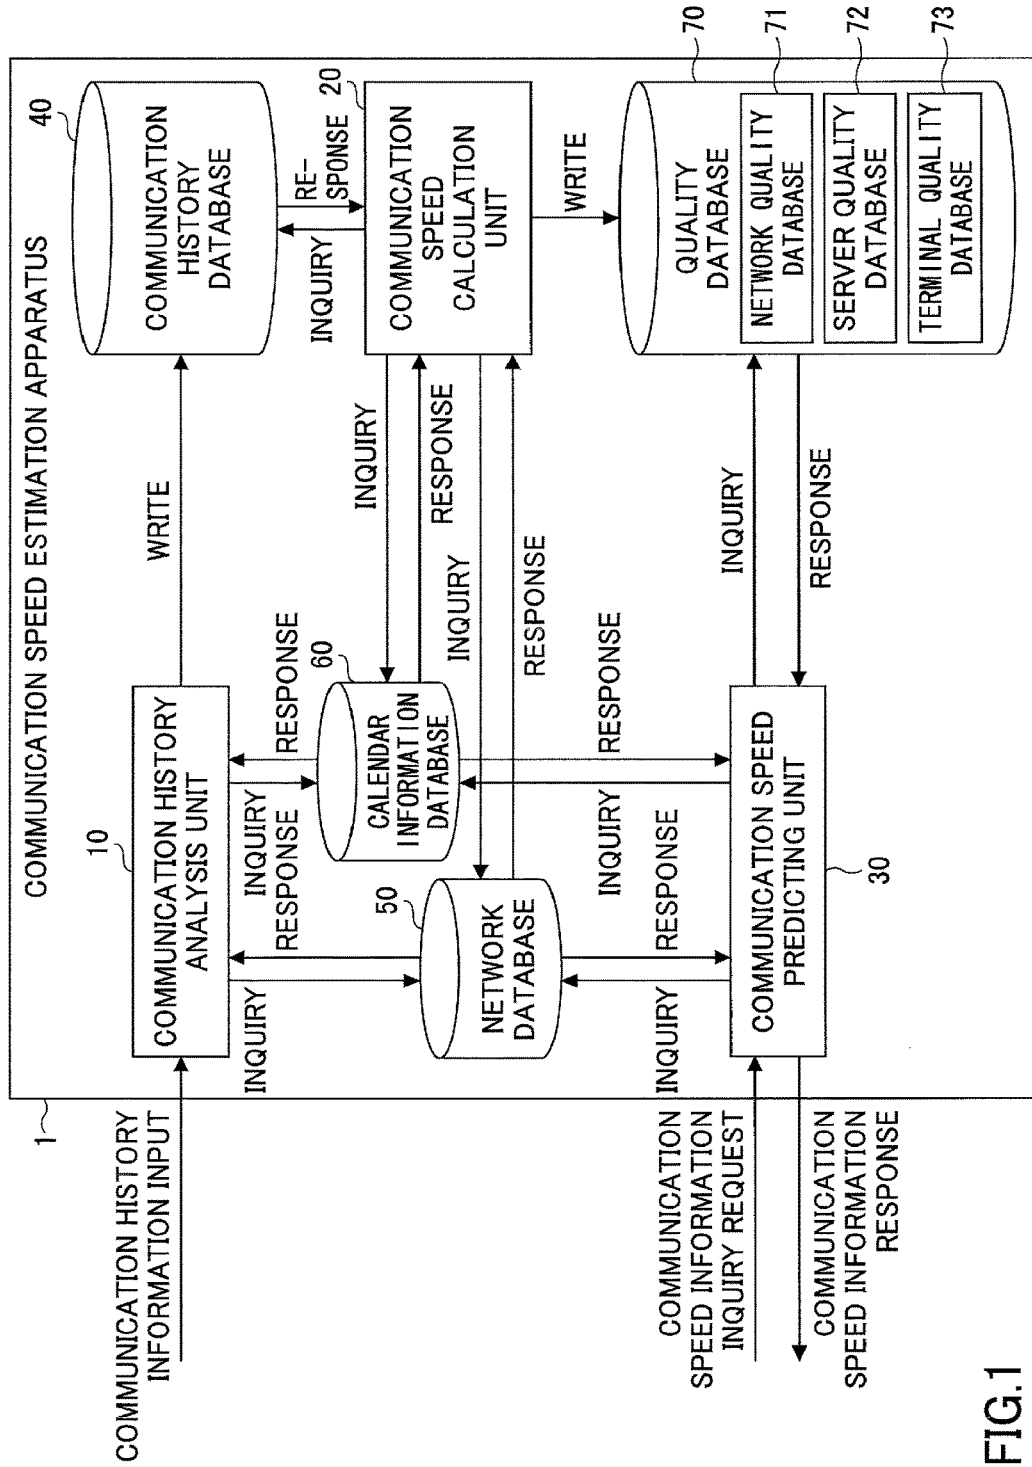 COMMUNICATION SPEED ESTIMATION APPARATUS
1
COMMUNICATION HISTORY
INFORMATION INPUT
10
COMMUNICATION HISTORY
ANALYSIS UNIT
WRITE
40
COMMUNICATION
HISTORY
DATABASE
INQUIRY
RESPONSE
INQUIRY
RESPONSE
INQUIRY
RE-
SPONSE
20
COMMUNICATION
SPEED
CALCULATION
UNIT
60
CALENDAR
INFORMATION
DATABASE
INQUIRY
RESPONSE
50
NETWORK
DATABASE
INQUIRY
RESPONSE
WRITE
INQUIRY
RESPONSE
INQUIRY
RESPONSE
COMMUNICATION
SPEED INFORMATION
INQUIRY REQUEST
COMMUNICATION
SPEED INFORMATION
RESPONSE
COMMUNICATION SPEED
PREDICTING UNIT
30
INQUIRY
RESPONSE
QUALITY
DATABASE
70
NETWORK QUALITY
DATABASE
71
SERVER QUALITY
DATABASE
72
TERMINAL QUALITY
DATABASE
73
FIG.1